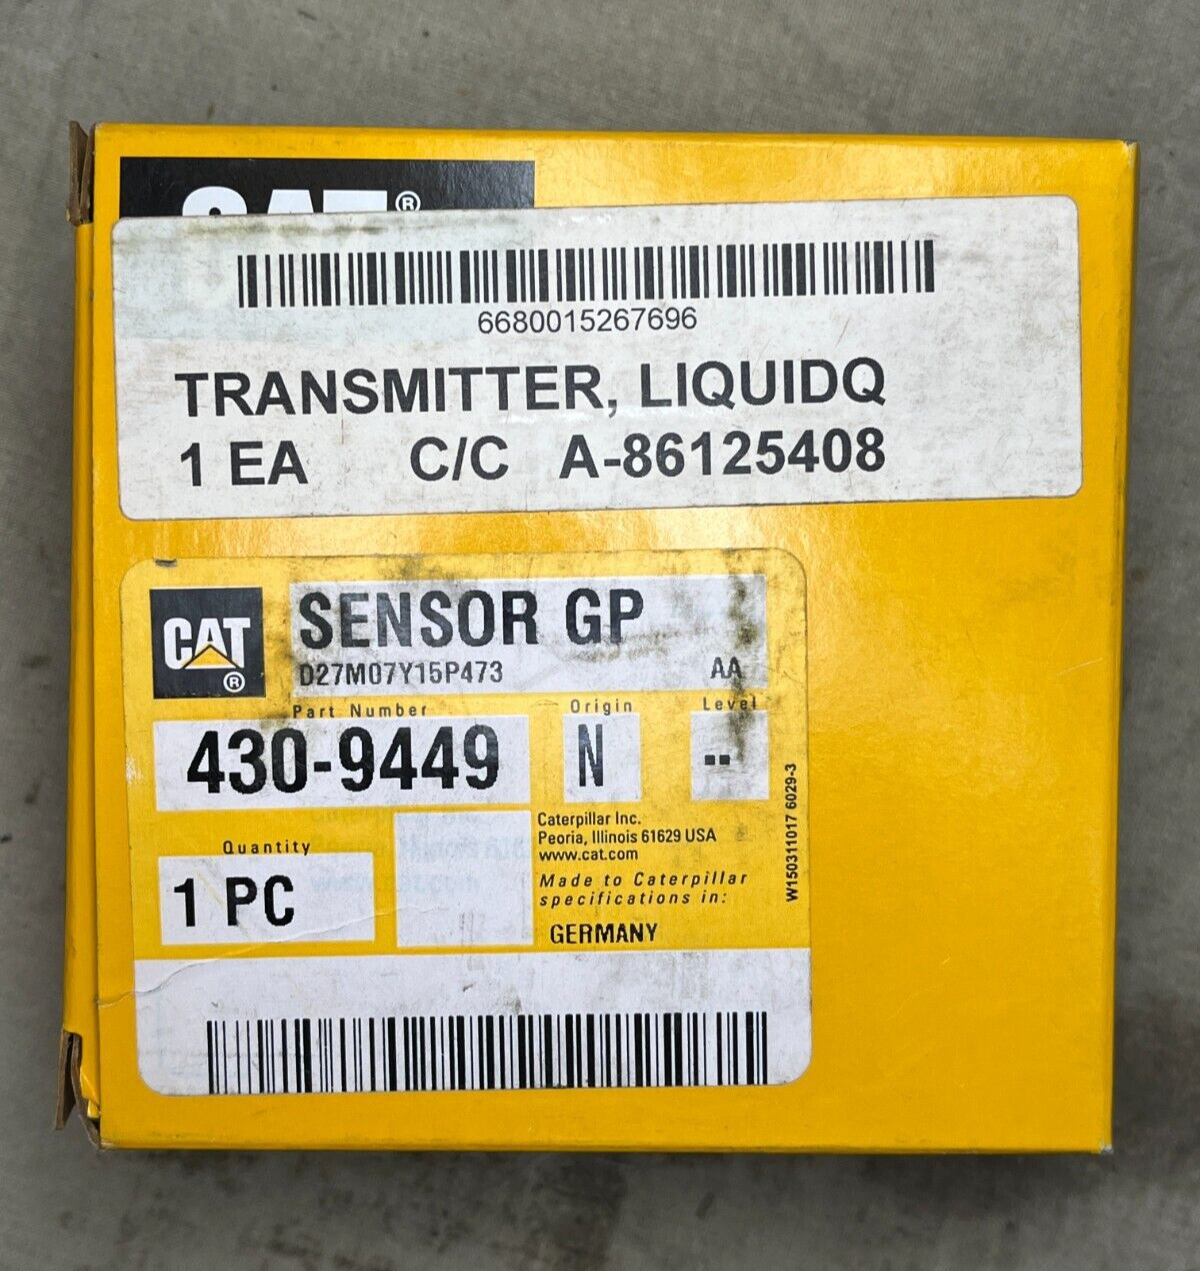 CAT®
6680015267696
TRANSMITTER, LIQUIDQ
1 EA C/C A-86125408
CAT® SENSOR GP
D27M07Y15P473 AA
Part Number Origin Level
430-9449 N --
Quantity
1 PC
Caterpillar Inc.
Peoria, Illinois 61629 USA
www.cat.com
Made to Caterpillar
specifications in:
GERMANY
W150311017 6029-3